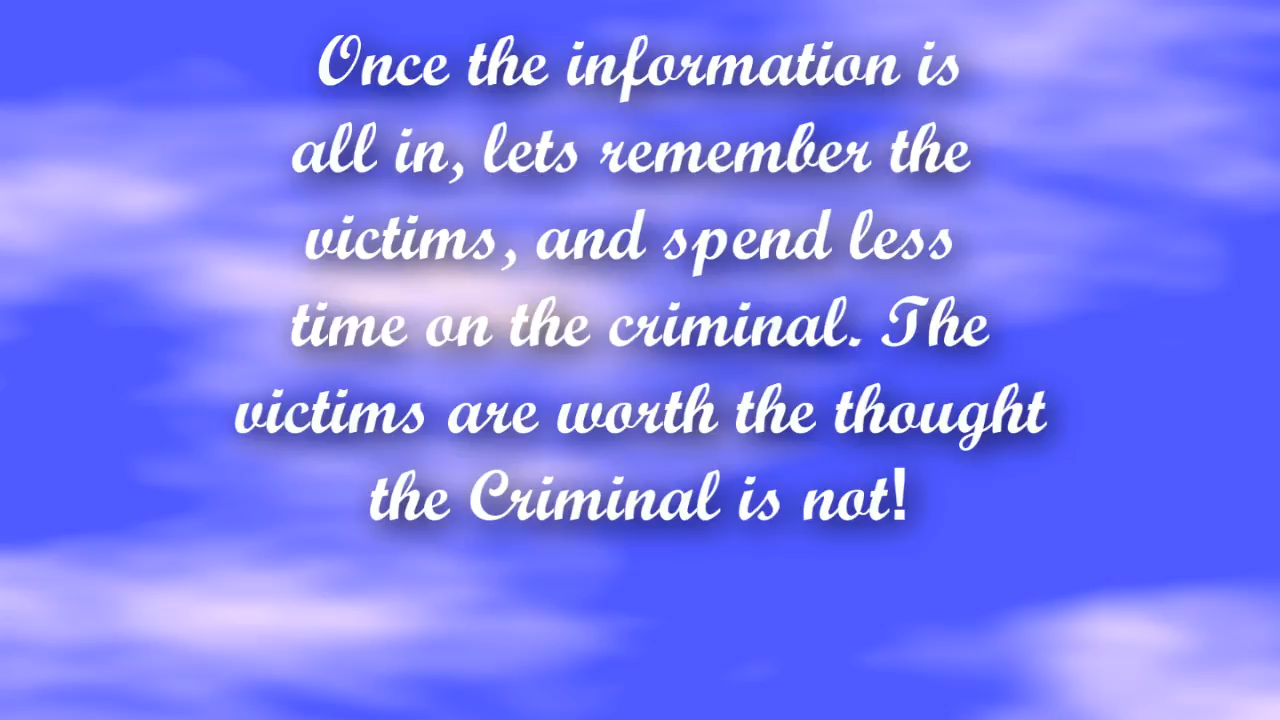 Once the information is
all in, lets remember the
victims, and spend less
time on the criminal. The
victims are worth the thought
the Criminal is not!